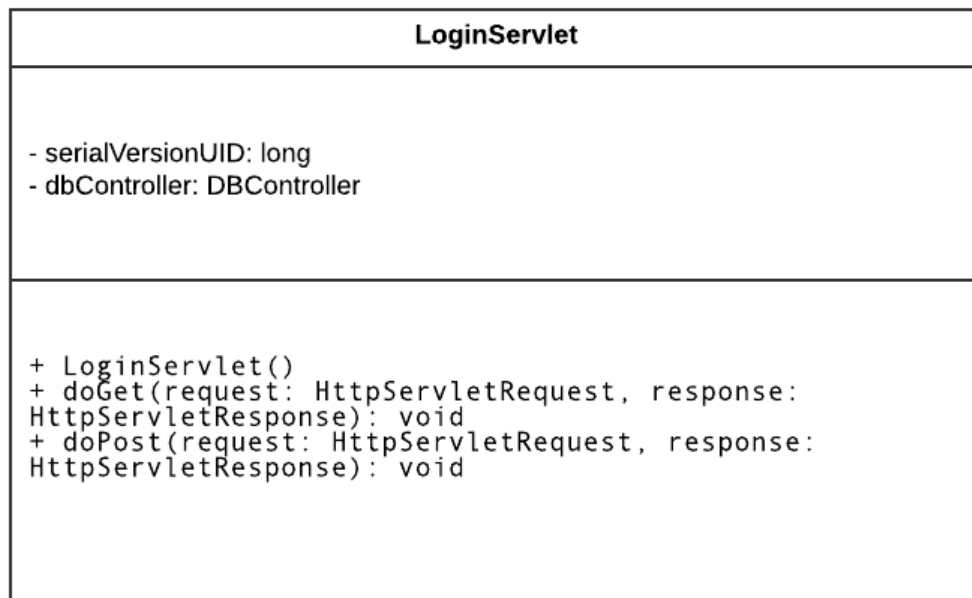 LoginServlet
- serialVersionUID: long
- dbController: DBController
+ LoginServlet()
+ doGet(request: HttpServletRequest, response:
HttpServletResponse): void
+ doPost(request: HttpServletRequest, response:
HttpServletResponse): void